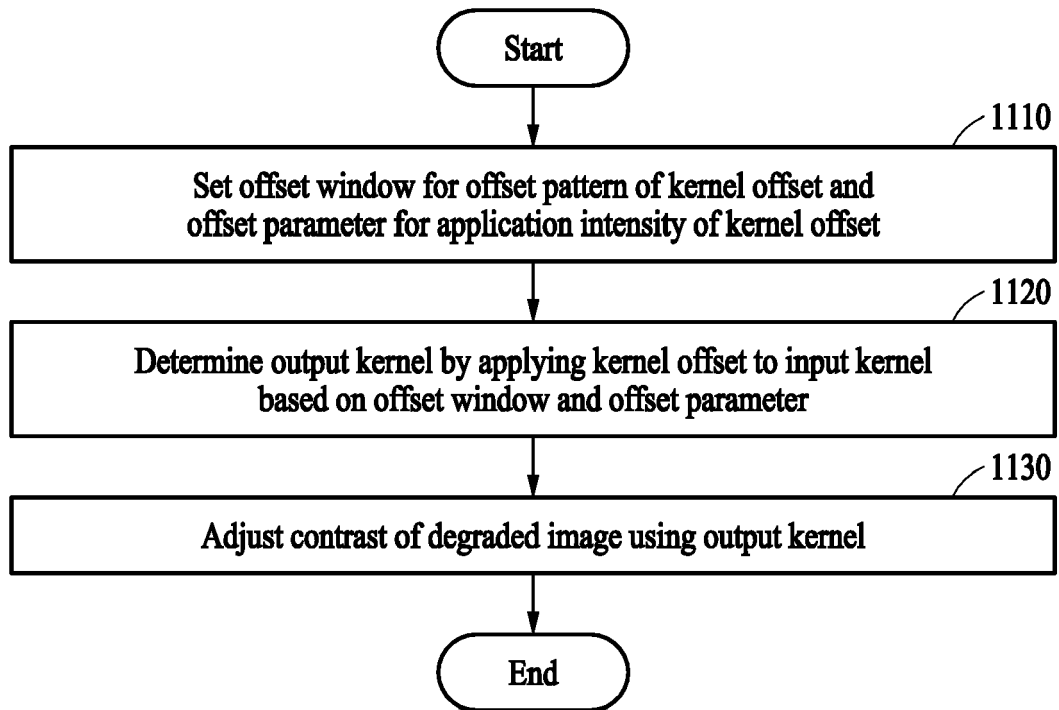 Start
1110
Set offset window for offset pattern of kernel offset and
offset parameter for application intensity of kernel offset
1120
Determine output kernel by applying kernel offset to input kernel
based on offset window and offset parameter
1130
Adjust contrast of degraded image using output kernel
End